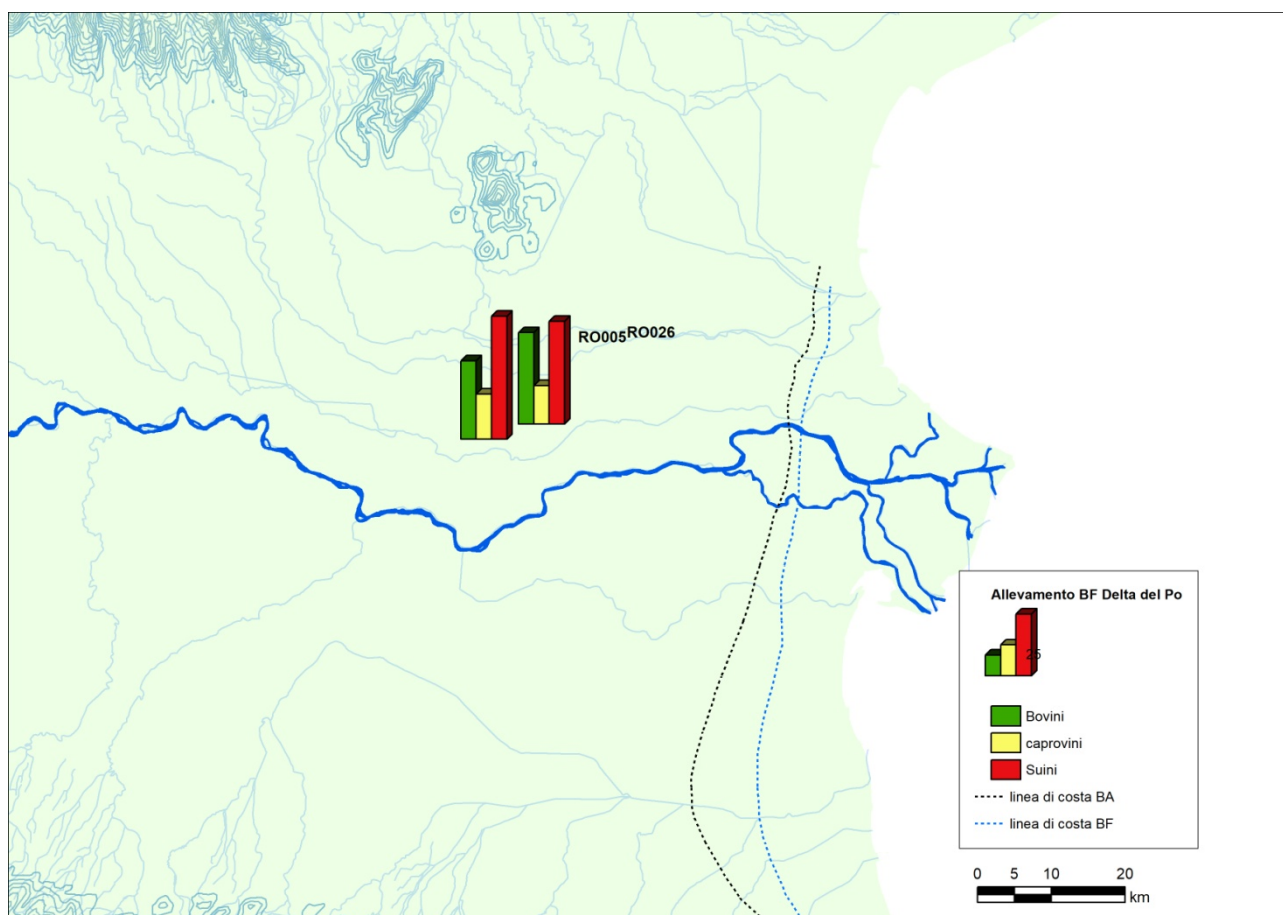 RO005 RO026
Allevamento BF Delta del Po
25
Bovini
caprovini
Suini
linea di costa BA
linea di costa BF
0 5 10 20
km